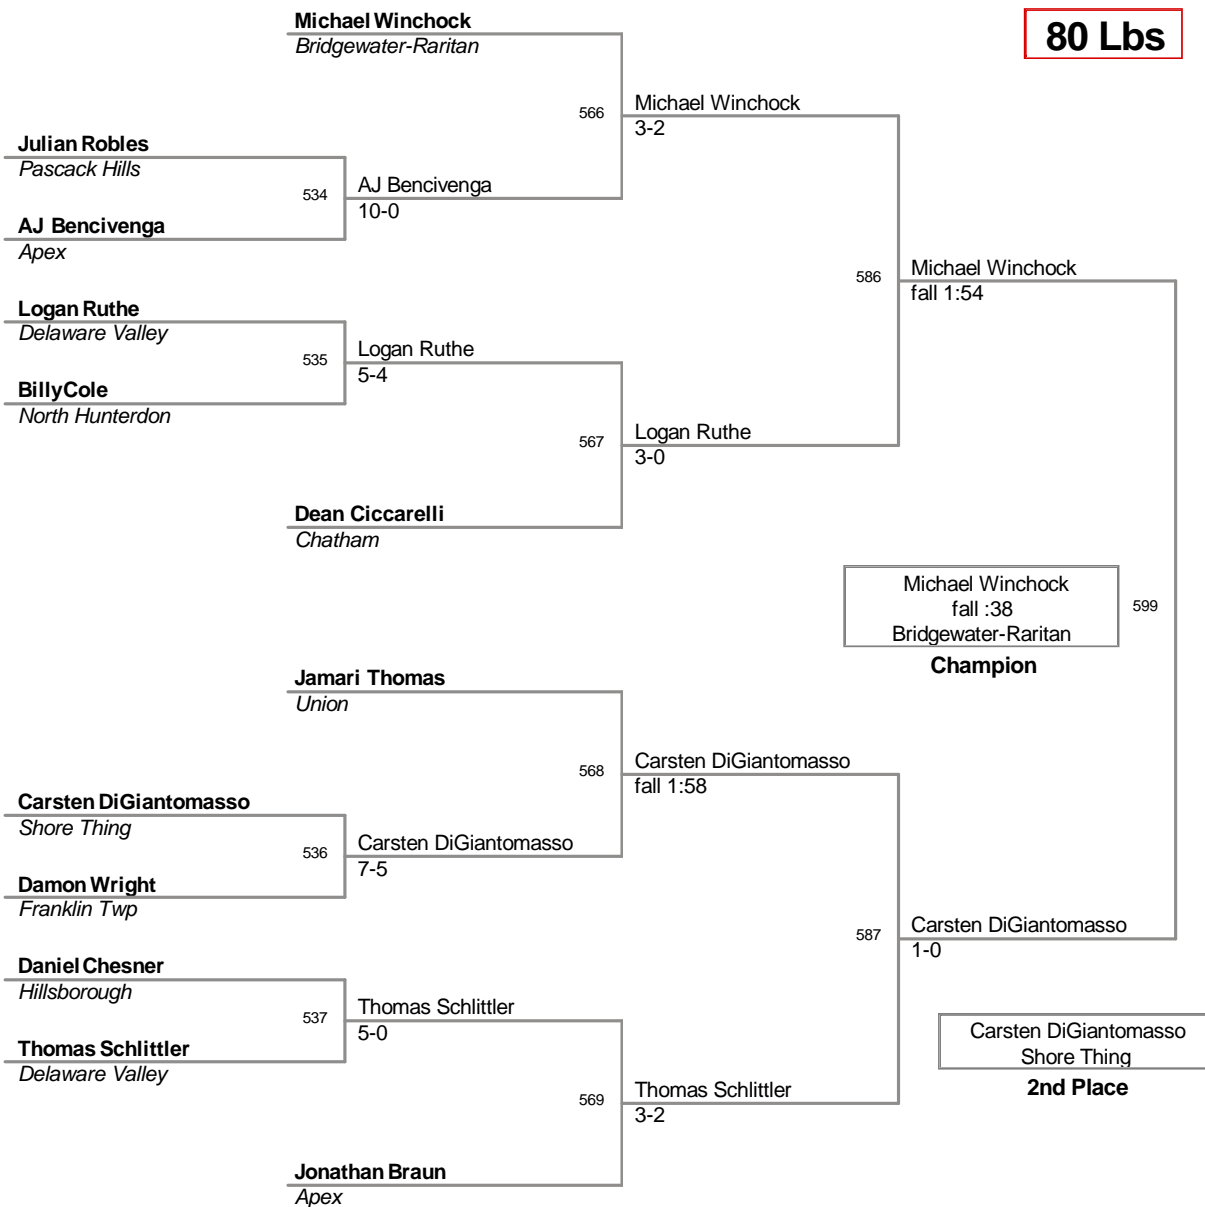 Michael Winchock
Bridgewater-Raritan
80 Lbs
566
Michael Winchock
3-2
Julian Robles
Pascack Hills
534
AJ Bencivenga
10-0
AJ Bencivenga
Apex
586
Michael Winchock
fall 1:54
Logan Ruthe
Delaware Valley
535
Logan Ruthe
5-4
BillyCole
North Hunterdon
567
Logan Ruthe
3-0
Dean Ciccarelli
Chatham
Michael Winchock
fall :38
Bridgewater-Raritan
599
Champion
Jamari Thomas
Union
568
Carsten DiGiantomasso
fall 1:58
Carsten DiGiantomasso
Shore Thing
536
Carsten DiGiantomasso
7-5
Damon Wright
Franklin Twp
587
Carsten DiGiantomasso
1-0
Daniel Chesner
Hillsborough
537
Thomas Schlittler
5-0
Thomas Schlittler
Delaware Valley
Carsten DiGiantomasso
Shore Thing
2nd Place
569
Thomas Schlittler
3-2
Jonathan Braun
Apex